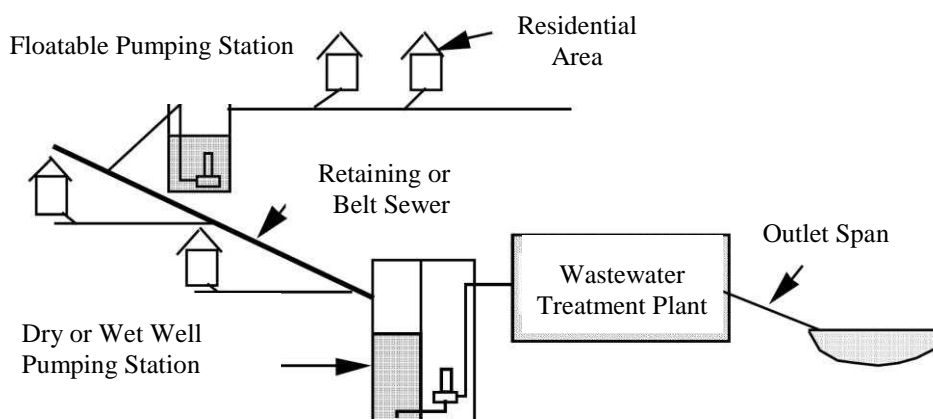 Floatable Pumping Station
Residential
Area
Retaining or
Belt Sewer
Outlet Span
Wastewater
Treatment Plant
Dry or Wet Well
Pumping Station